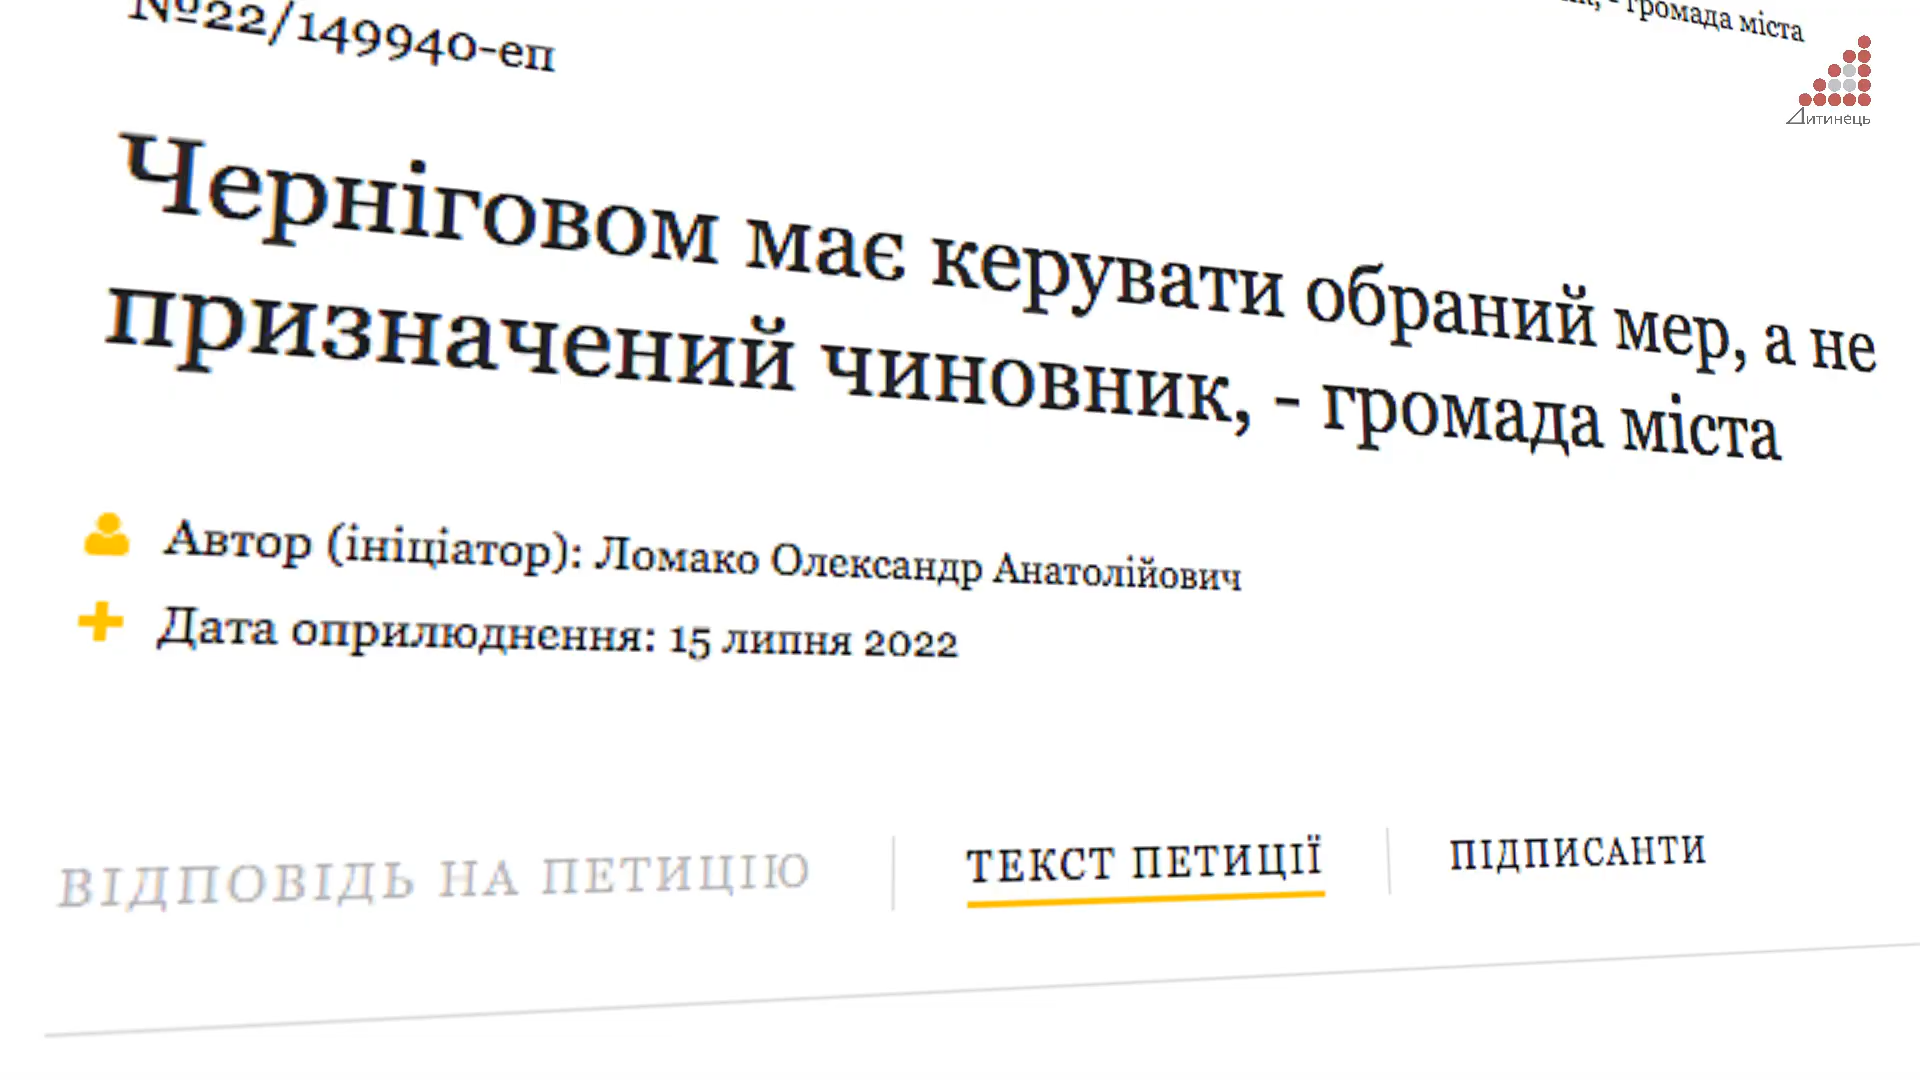 №22/149940-еп
громада міста
Дитинець
Черніговом має керувати обраний мер, а не
призначений чиновник, - громада міста
Автор (ініціатор): Ломако Олександр Анатолійович
Дата оприлюднення: 15 липня 2022
ВІДПОВІДЬ НА ПЕТИЦІЮ
ТЕКСТ ПЕТИЦІЇ
ПІДПИСАНТИ